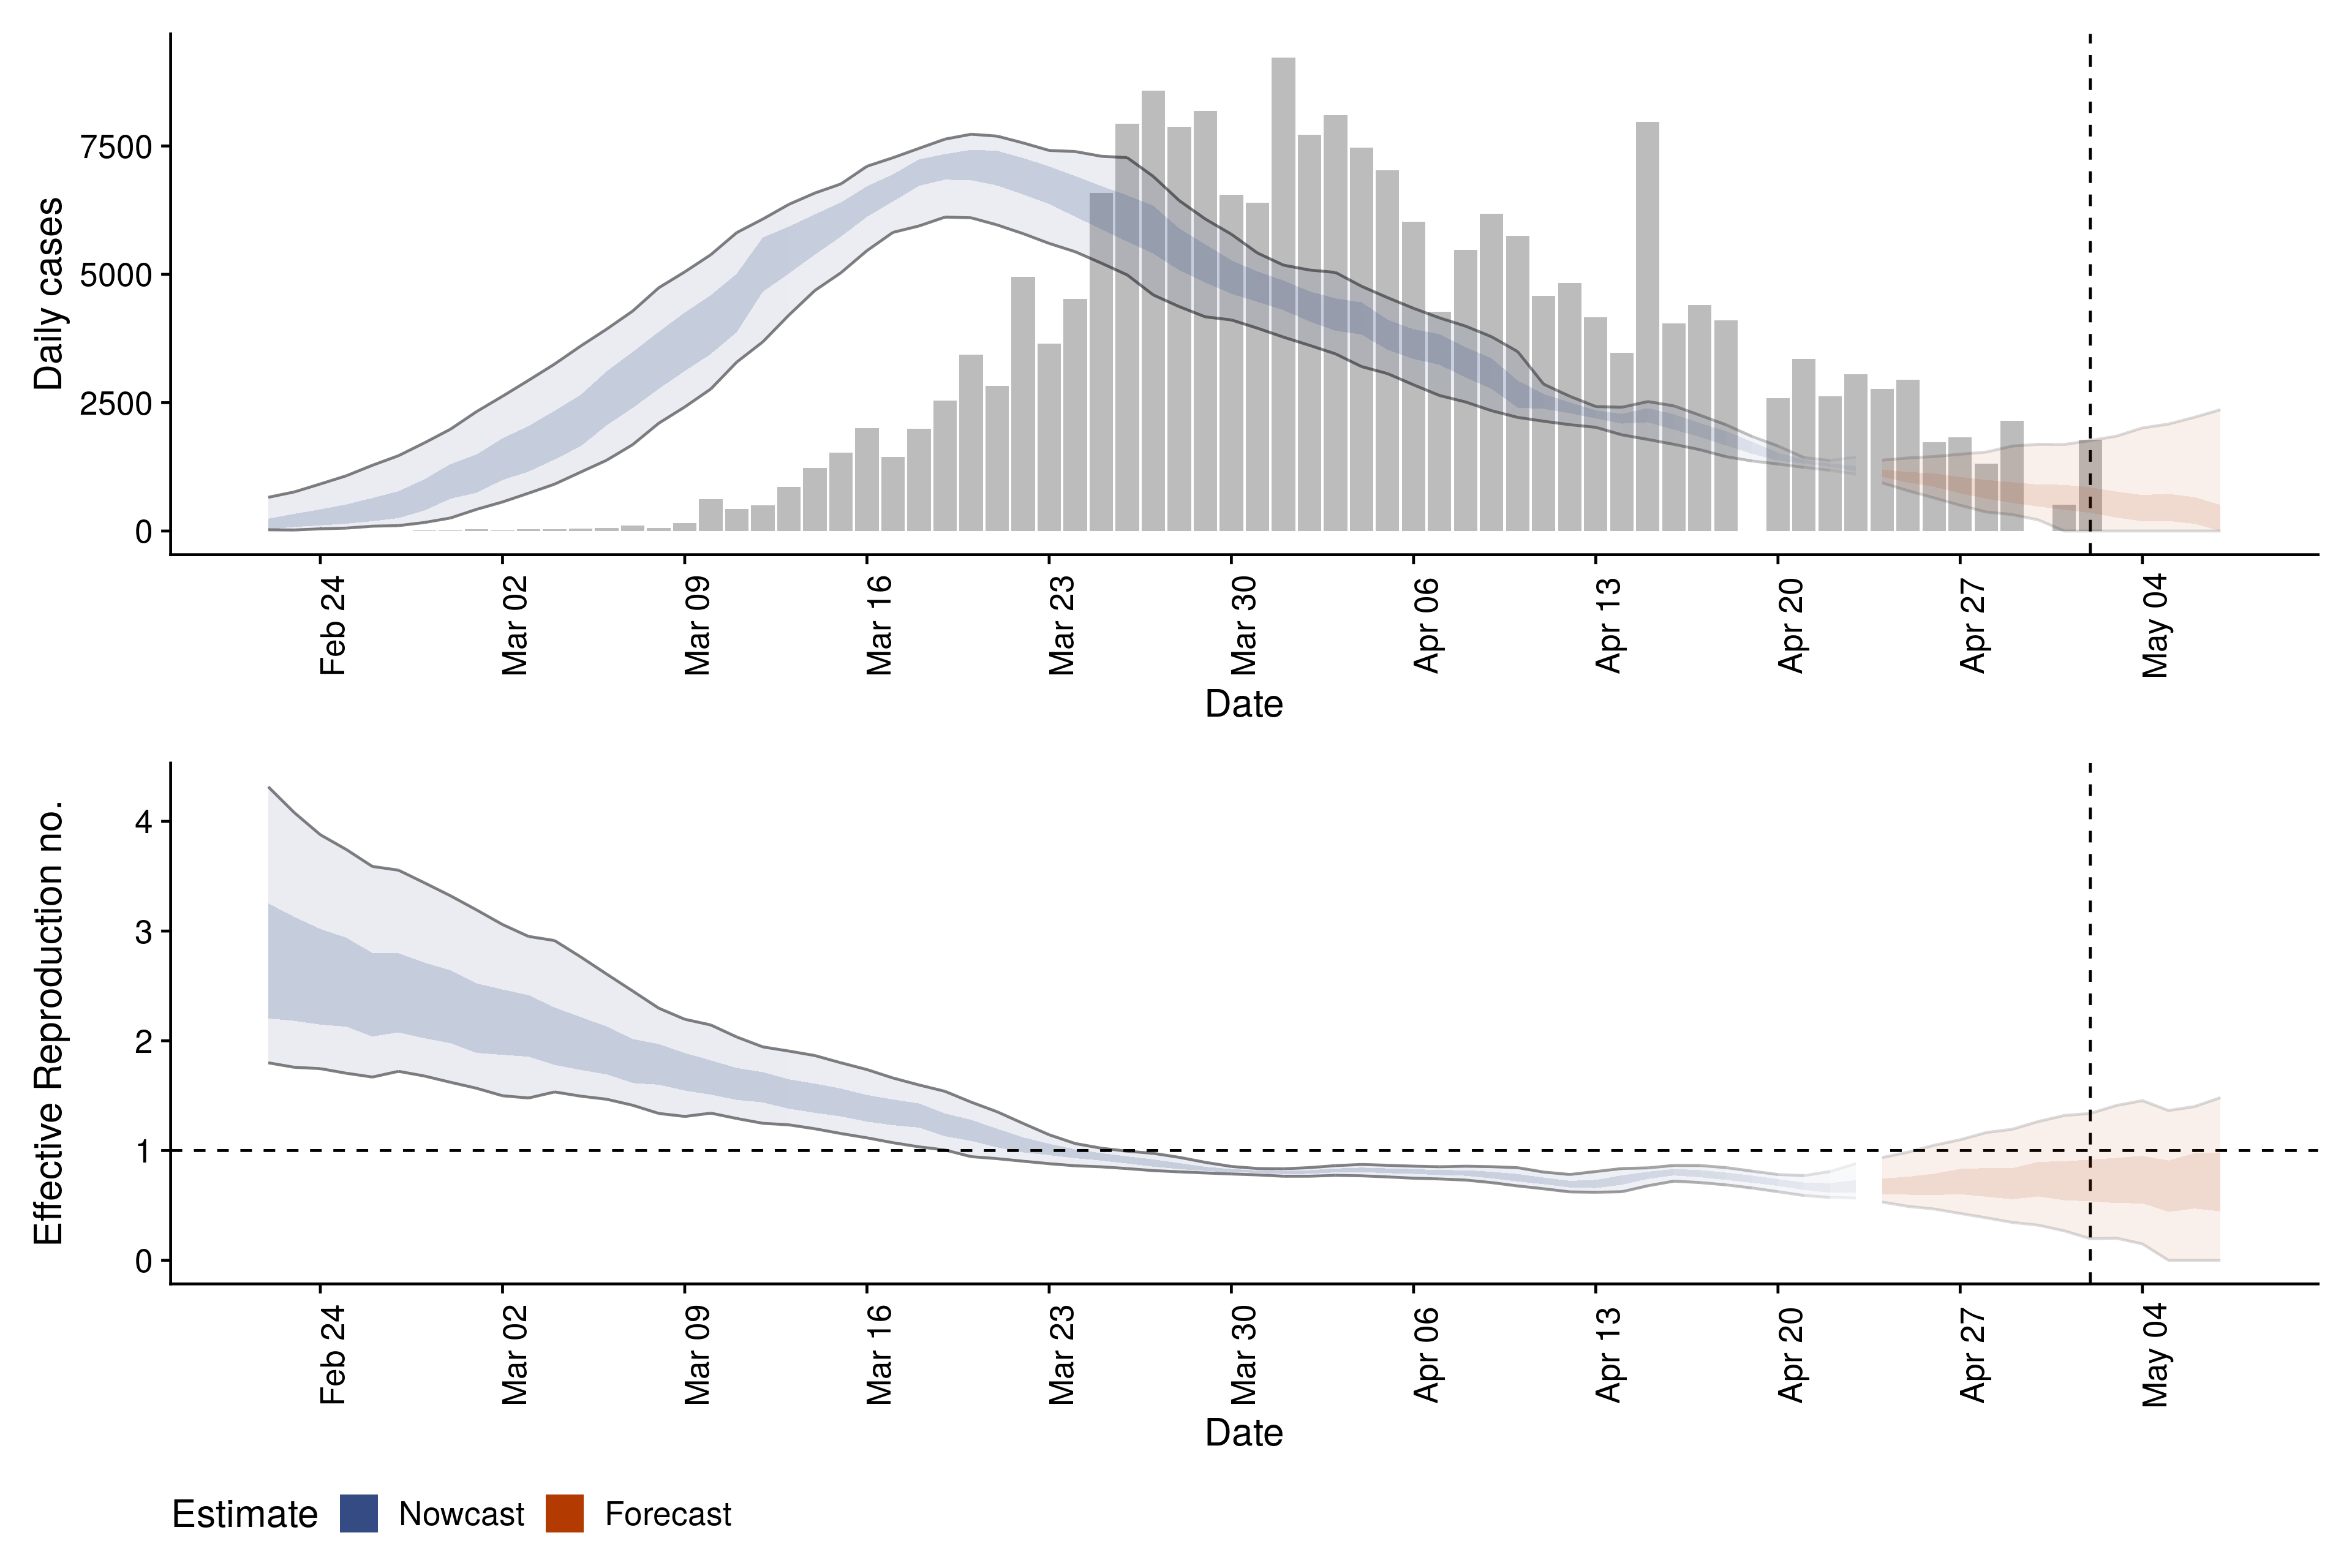 Daily cases
7500
5000
2500
0
Feb 24
Mar 02
Mar 09
Mar 16
Mar 23
Mar 30
Apr 06
Apr 13
Apr 20
Apr 27
May 04
Date
Effective Reproduction no.
4
3
2
1
0
Feb 24
Mar 02
Mar 09
Mar 16
Mar 23
Mar 30
Apr 06
Apr 13
Apr 20
Apr 27
May 04
Date
Estimate Nowcast Forecast